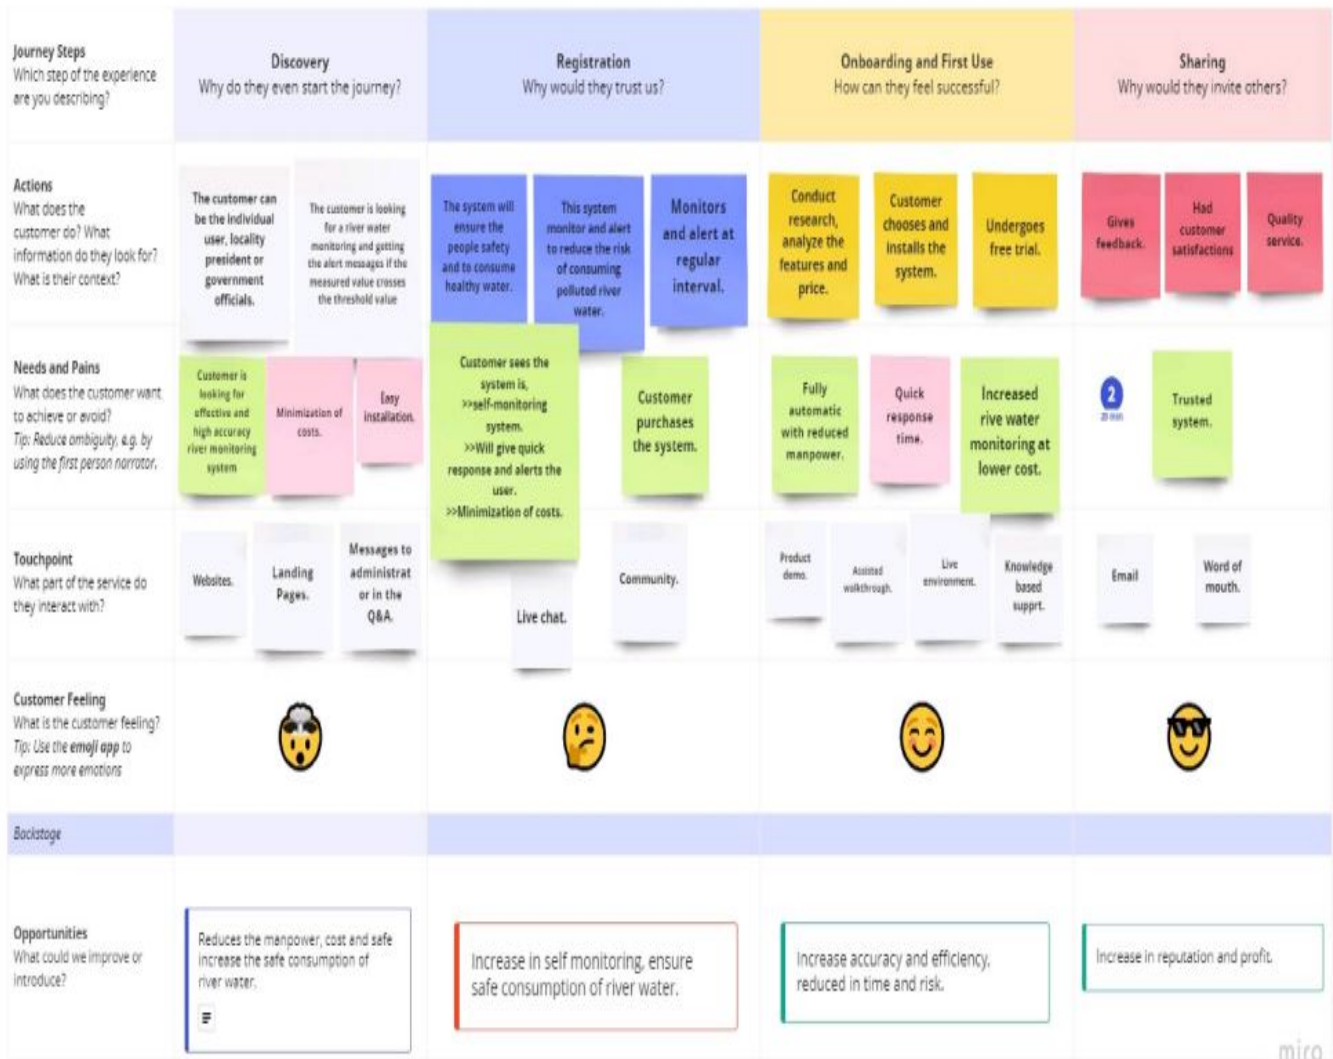 Journey Steps
Which step of the experience
are you describing?
Discovery
Why do they even start the journey?
Registration
Why would they trust us?
Onboarding and First Use
How can they feel successful?
Sharing
Why would they invite others?
Actions
What does the
customer do? What
information do they look for?
What is their context?
The customer can
be the individual
user, locality
president or
government
officials.
The customer is looking
for a river water
monitoring and getting
the alert messages if the
measured value crosses
the threshold value
The system will
ensure the
people safety
and to consume
healthy water.
This system
monitor and alert
to reduce the risk
of consuming
polluted river
water.
Monitors
and alert at
regular
interval.
Conduct
research,
analyze the
features and
price.
Customer
chooses and
installs the
system.
Undergoes
free trial.
Gives
feedback.
Had
customer
satisfactions
Quality
service.
Needs and Pains
What does the customer want
to achieve or avoid?
Tip: Reduce ambiguity, e.g. by
using the first person narrator.
Customer is
looking for
effective and
high accuracy
river monitoring
system
Minimization of
costs.
Easy
installation.
Customer sees the
system is,
>>self-monitoring
system.
>>Will give quick
response and alerts the
user.
>>Minimization of costs.
Customer
purchases
the system.
Fully
automatic
with reduced
manpower.
Quick
response
time.
Increased
rive water
monitoring at
lower cost.
2
20 min
Trusted
system.
Touchpoint
What part of the service do
they interact with?
Websites.
Landing
Pages.
Messages to
administrat
or in the
Q&A.
Live chat.
Community.
Product
demo.
Assisted
walkthrough.
Live
environment.
Knowledge
based
supprt.
Email
Word of
mouth.
Customer Feeling
What is the customer feeling?
Tip: Use the emoji app to
express more emotions
Backstage
Opportunities
What could we improve or
introduce?
Reduces the manpower, cost and safe
increase the safe consumption of
river water.
Increase in self monitoring, ensure
safe consumption of river water.
Increase accuracy and efficiency,
reduced in time and risk.
Increase in reputation and profit.
miro